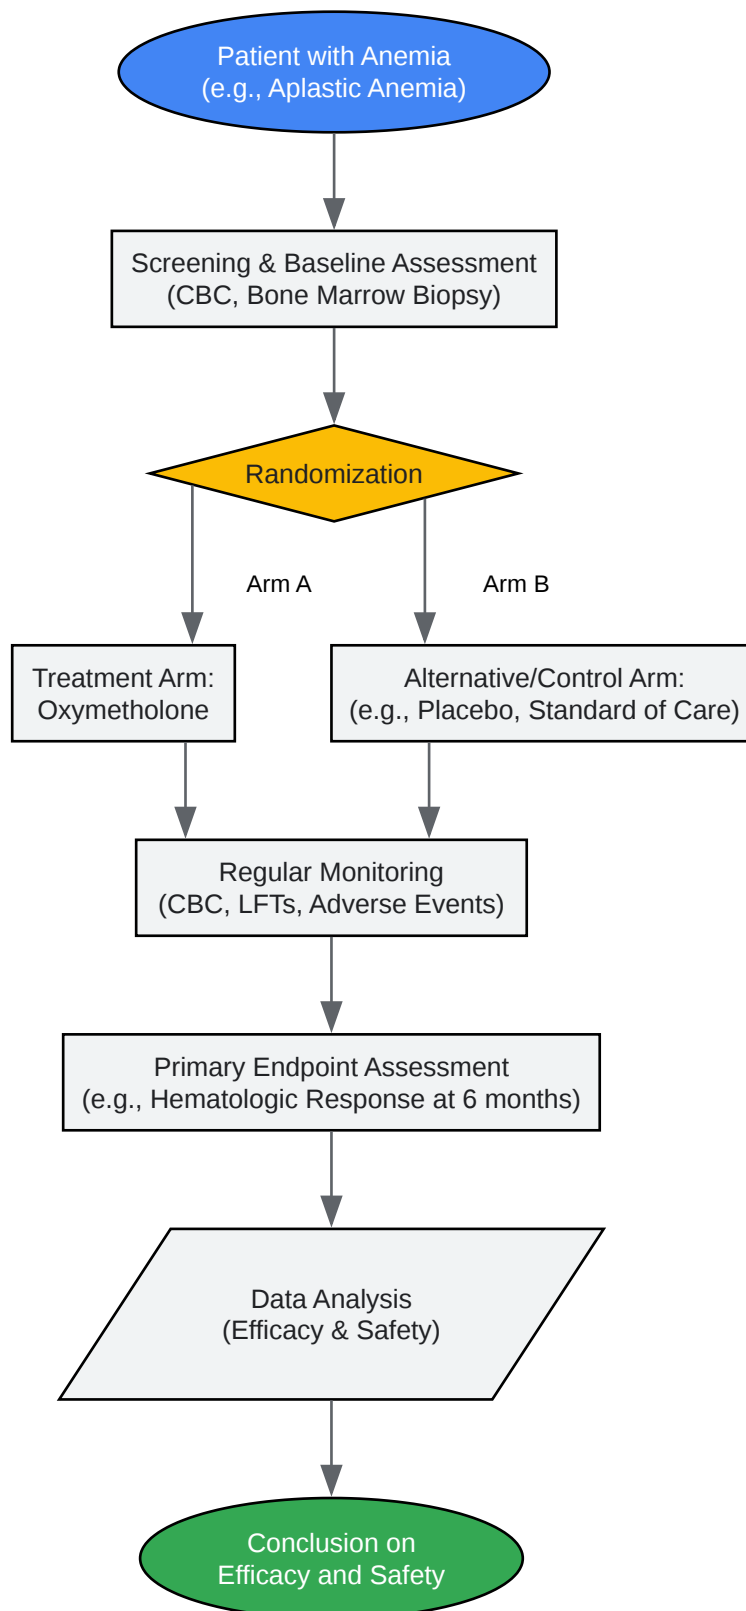 Patient with Anemia
(e.g., Aplastic Anemia)
Screening & Baseline Assessment
(CBC, Bone Marrow Biopsy)
Randomization
Arm A
Arm B
Treatment Arm:
Oxymetholone
Alternative/Control Arm:
(e.g., Placebo, Standard of Care)
Regular Monitoring
(CBC, LFTs, Adverse Events)
Primary Endpoint Assessment
(e.g., Hematologic Response at 6 months)
Data Analysis
(Efficacy & Safety)
Conclusion on
Efficacy and Safety